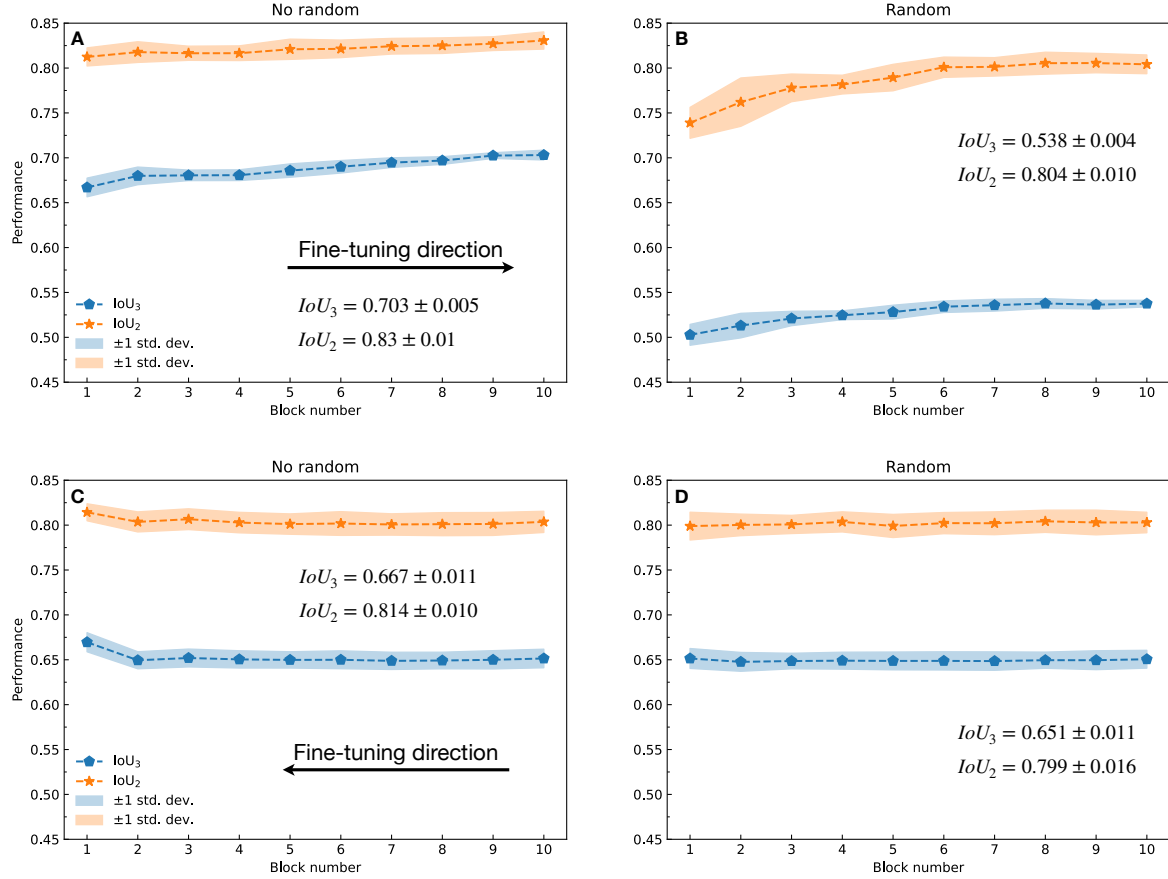 No random
A
0.85
0.80
0.75
0.70
0.65
0.60
0.55
0.50
0.45
Performance
Fine-tuning direction
IoU₃ = 0.703 ± 0.005
IoU₂ = 0.83 ± 0.01
IoU₃
IoU₂
±1 std. dev.
±1 std. dev.
1 2 3 4 5 6 7 8 9 10
Block number
Random
B
0.85
0.80
0.75
0.70
0.65
0.60
0.55
0.50
0.45
IoU₃ = 0.538 ± 0.004
IoU₂ = 0.804 ± 0.010
1 2 3 4 5 6 7 8 9 10
Block number
No random
C
0.85
0.80
0.75
0.70
0.65
0.60
0.55
0.50
0.45
Performance
IoU₃ = 0.667 ± 0.011
IoU₂ = 0.814 ± 0.010
Fine-tuning direction
IoU₃
IoU₂
±1 std. dev.
±1 std. dev.
1 2 3 4 5 6 7 8 9 10
Block number
Random
D
0.85
0.80
0.75
0.70
0.65
0.60
0.55
0.50
0.45
IoU₃ = 0.651 ± 0.011
IoU₂ = 0.799 ± 0.016
1 2 3 4 5 6 7 8 9 10
Block number